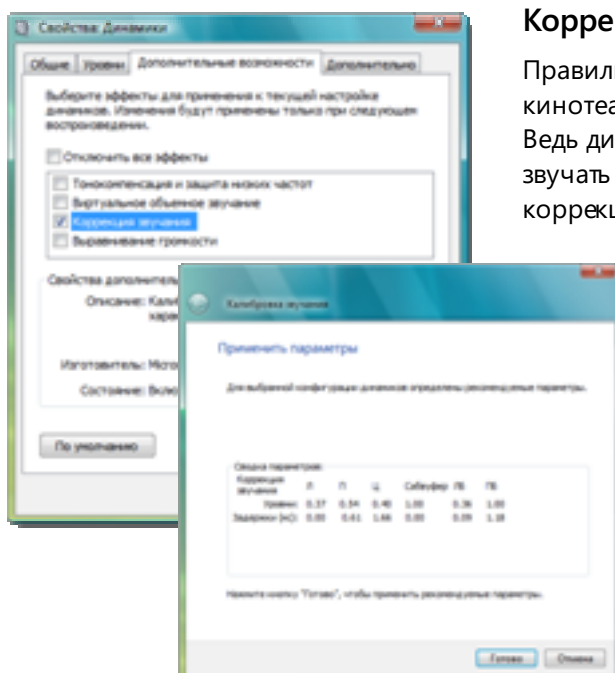 Свойства: Динамики
Общие Уровни Дополнительные возможности Дополнительно
Выберите эффекты для применения к текущей настройке
динамиков. Изменения будут применены только при следующем
воспроизведении.
Отключить все эффекты
Тонокомпенсация и защита низких частот
Виртуальное объемное звучание
Коррекция звучания
Выравнивание громкости
Свойства дополнитель
Описание: Калиб
харак
Изготовитель: Micro
Состояние: Вклю
По умолчанию
Корре
Правиль
кинотеа
Ведь ди
звучать
коррекц
Калибровка звучания
Применить параметры
Для выбранной конфигурации динамиков определены рекомендуемые параметры.
Сводка параметров:
Коррекция
звучания Л П Ц Сабвуфер ЛБ ПБ
Уровни: 0.37 0.54 0.40 1.00 0.36 1.00
Задержки (мс): 0.00 0.61 1.66 0.00 0.09 1.18
Нажмите кнопку "Готово", чтобы применить рекомендуемые параметры.
Готово Отмена